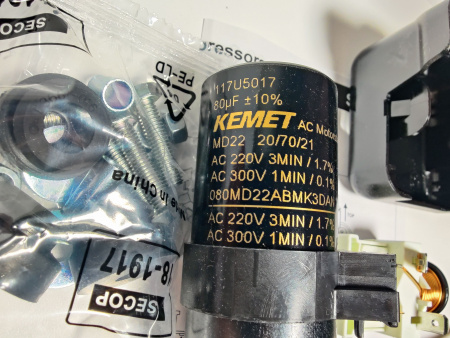 SECOP
pressor
PE-LD
117U5017
80µF ±10%
KEMET AC Motor
MD22 20/70/21
AC 220V 3MIN / 1.7%
AC 300V 1MIN / 0.1%
080MD22ABMK3DAN
AC 220V 3MIN / 1.7%
AC 300V 1MIN / 0.1%
in China
8-1917
SECOP